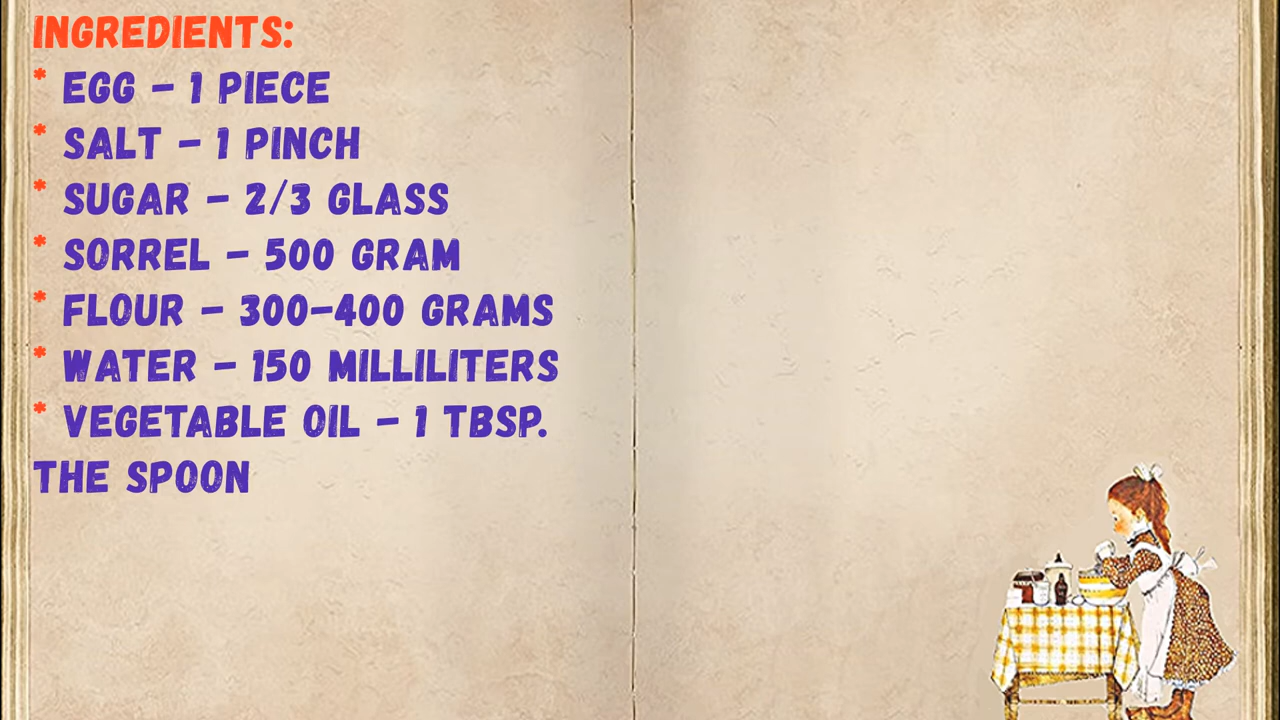 INGREDIENTS:
* EGG – 1 PIECE
* SALT – 1 PINCH
* SUGAR – 2/3 GLASS
* SORREL – 500 GRAM
* FLOUR – 300–400 GRAMS
* WATER – 150 MILLILITERS
* VEGETABLE OIL – 1 TBSP.
THE SPOON